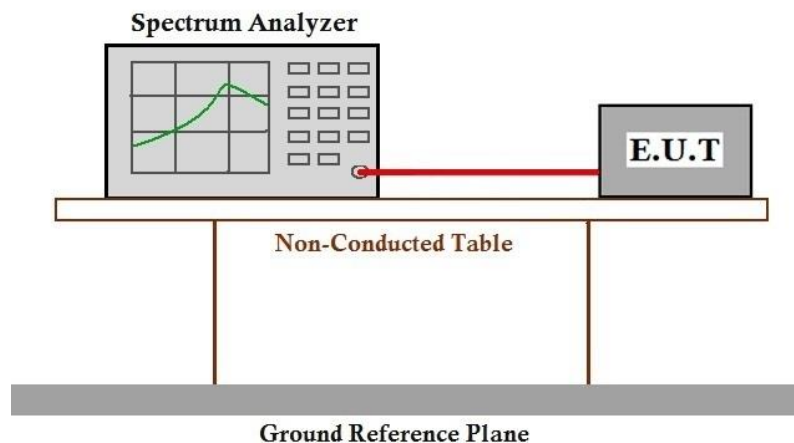 Spectrum Analyzer
E.U.T
Non-Conducted Table
Ground Reference Plane